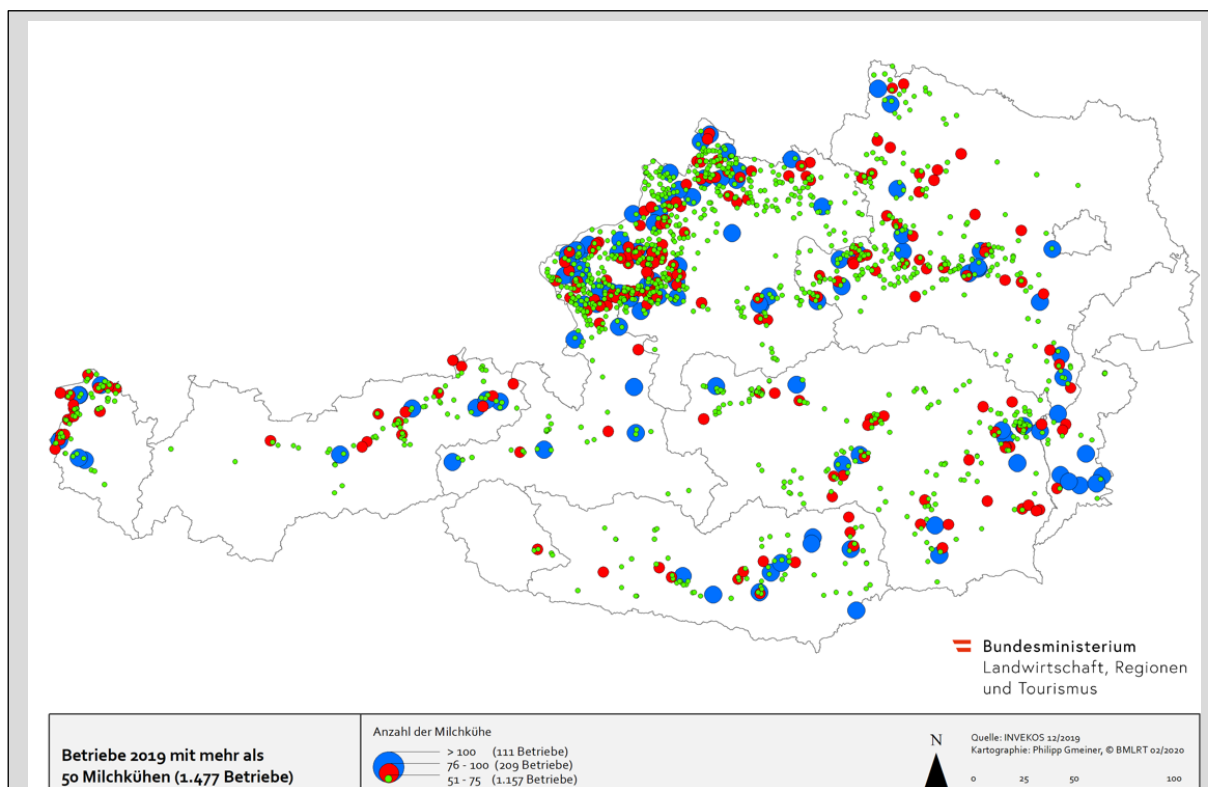 Bundesministerium
Landwirtschaft, Regionen
und Tourismus
Betriebe 2019 mit mehr als
50 Milchkühen (1.477 Betriebe)
Anzahl der Milchkühe
> 100 (111 Betriebe)
76 - 100 (209 Betriebe)
51 - 75 (1.157 Betriebe)
N
Quelle: INVEKOS 12/2019
Kartographie: Philipp Gmeiner, © BMLRT 02/2020
0 25 50 100